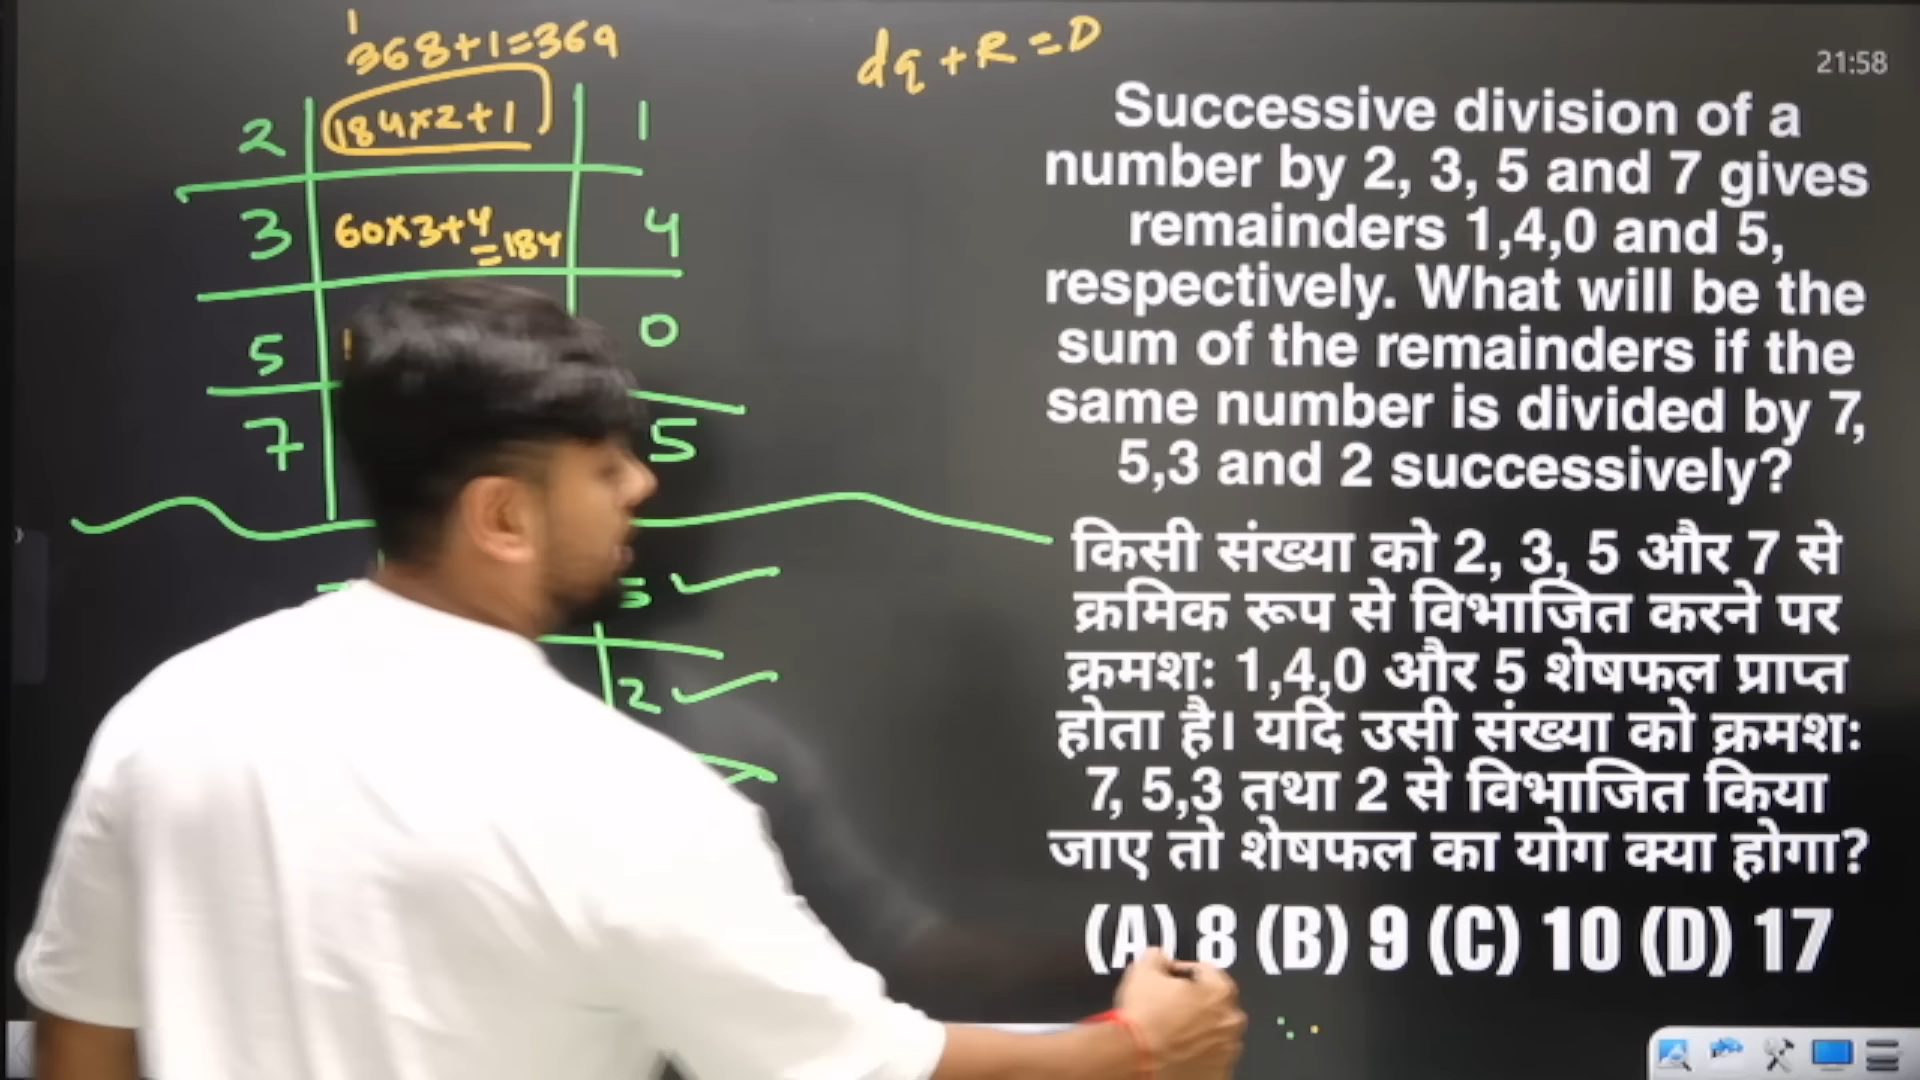 1
368+1=369
dq+R=D
21:58
2 184×2+1 1
3 60×3+4 4
=184
5 0
7 5
5
2
Successive division of a
number by 2, 3, 5 and 7 gives
remainders 1,4,0 and 5,
respectively. What will be the
sum of the remainders if the
same number is divided by 7,
5,3 and 2 successively?
किसी संख्या को 2, 3, 5 और 7 से
क्रमिक रूप से विभाजित करने पर
क्रमशः 1,4,0 और 5 शेषफल प्राप्त
होता है। यदि उसी संख्या को क्रमशः
7, 5,3 तथा 2 से विभाजित किया
जाए तो शेषफल का योग क्या होगा?
(A) 8 (B) 9 (C) 10 (D) 17